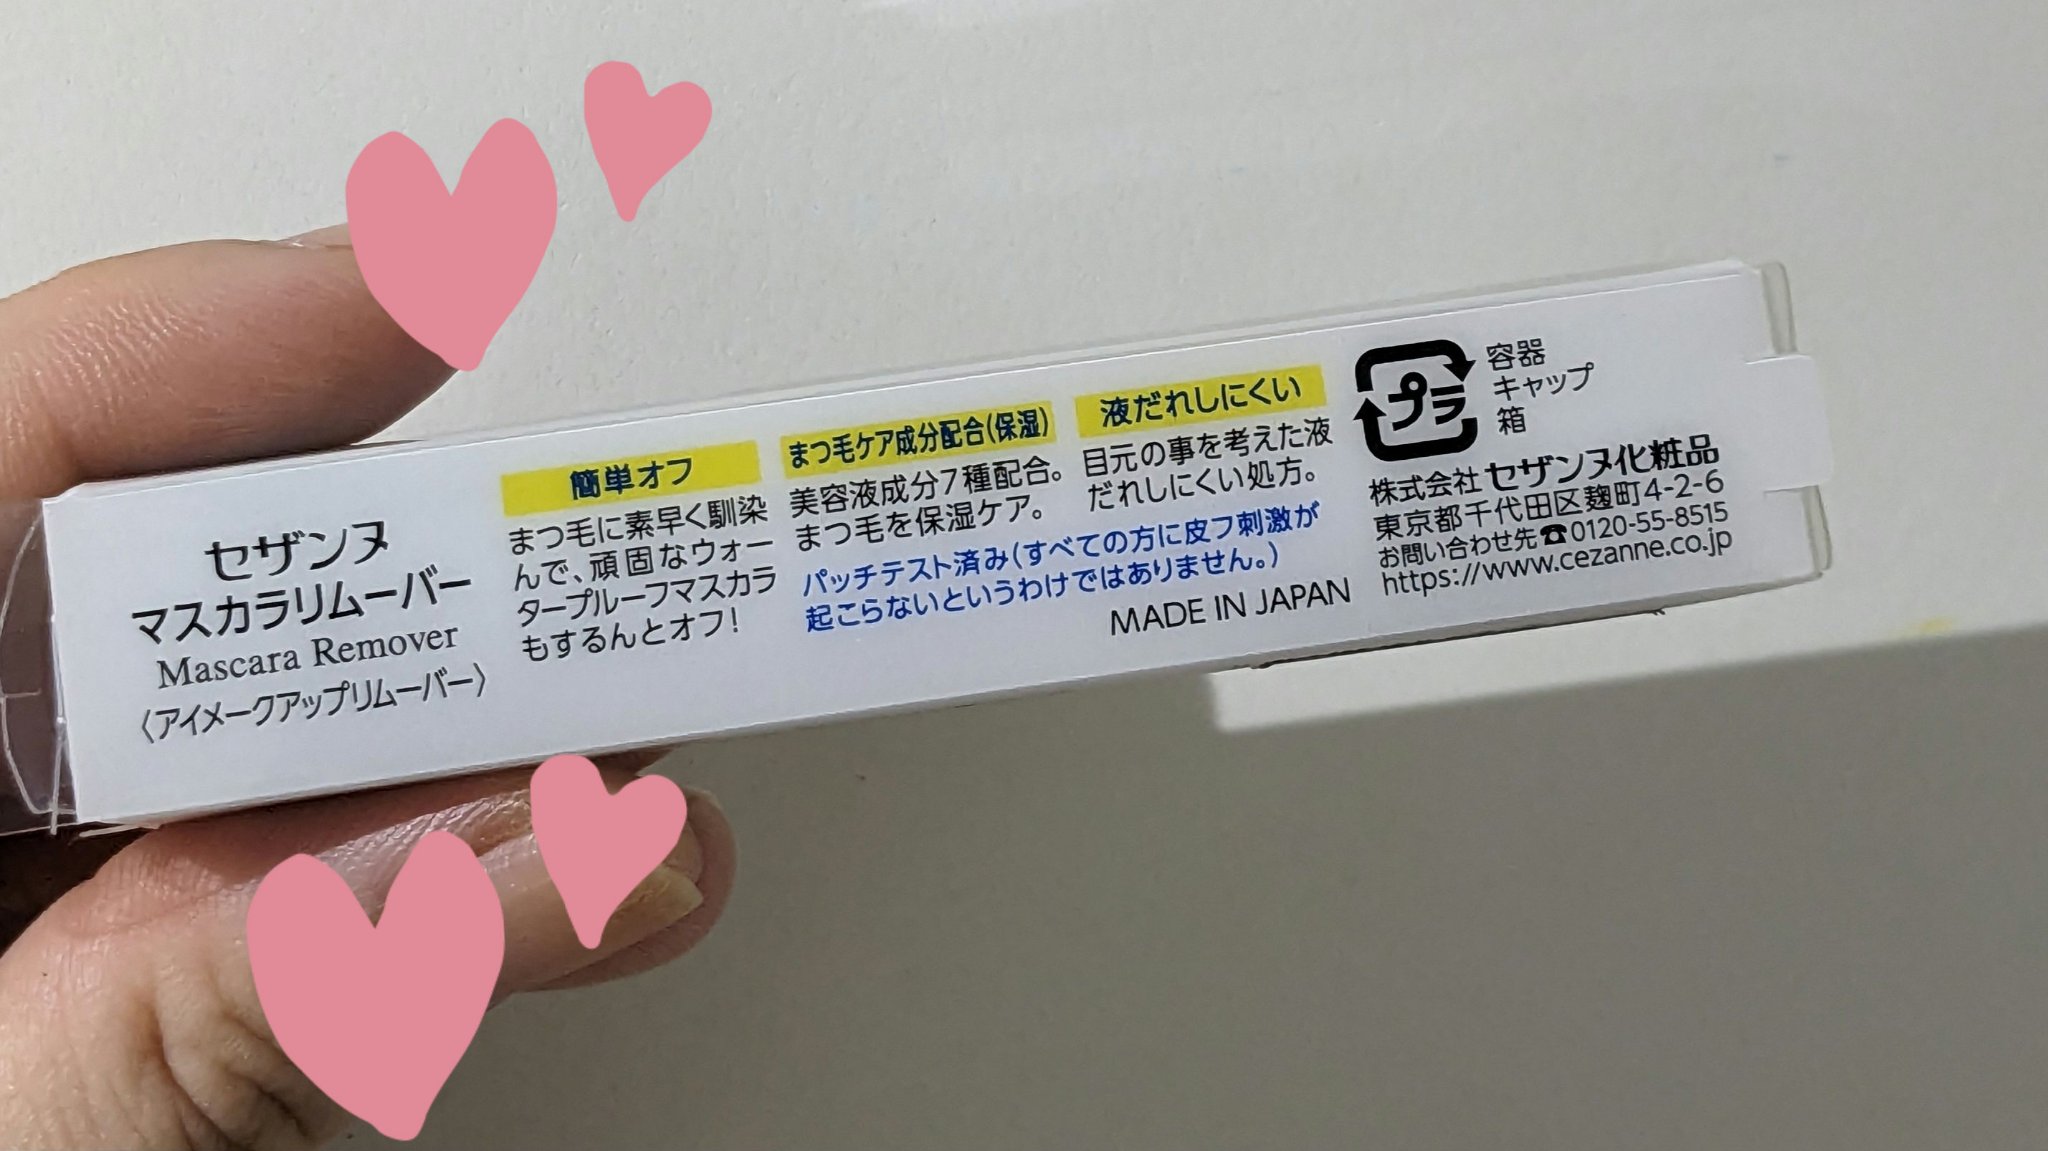 セザンヌ
マスカラリムーバー
Mascara Remover
〈アイメークアップリムーバー〉
簡単オフ
まつ毛に素早く馴染
んで、頑固なウォー
タープルーフマスカラ
もするんとオフ!
まつ毛ケア成分配合(保湿)
美容液成分7種配合。
まつ毛を保湿ケア。
液だれしにくい
目元の事を考えた液
だれしにくい処方。
パッチテスト済み(すべての方に皮フ刺激が
起こらないというわけではありません。)
MADE IN JAPAN
プラ
容器
キャップ
箱
株式会社 セザンヌ化粧品
東京都千代田区麹町4-2-6
お問い合わせ先☎0120-55-8515
https://www.cezanne.co.jp